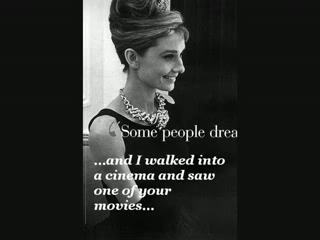 “Some people drea
...and I walked into
a cinema and saw
one of your
movies...